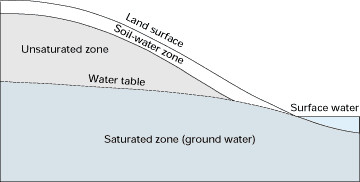 Land surface
Soil-water zone
Unsaturated zone
Water table
Surface water
Saturated zone (ground water)